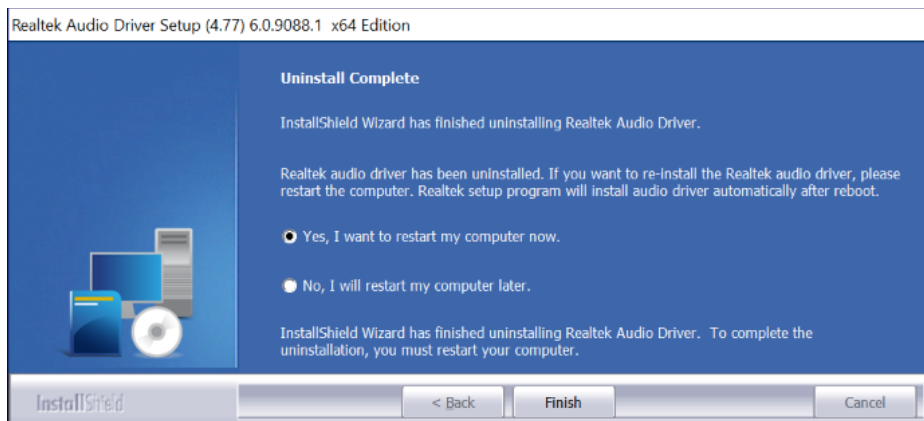 Realtek Audio Driver Setup (4.77) 6.0.9088.1 x64 Edition
Uninstall Complete
InstallShield Wizard has finished uninstalling Realtek Audio Driver.
Realtek audio driver has been uninstalled. If you want to re-install the Realtek audio driver, please
restart the computer. Realtek setup program will install audio driver automatically after reboot.
Yes, I want to restart my computer now.
No, I will restart my computer later.
InstallShield Wizard has finished uninstalling Realtek Audio Driver. To complete the
uninstallation, you must restart your computer.
InstallShield
< Back
Finish
Cancel